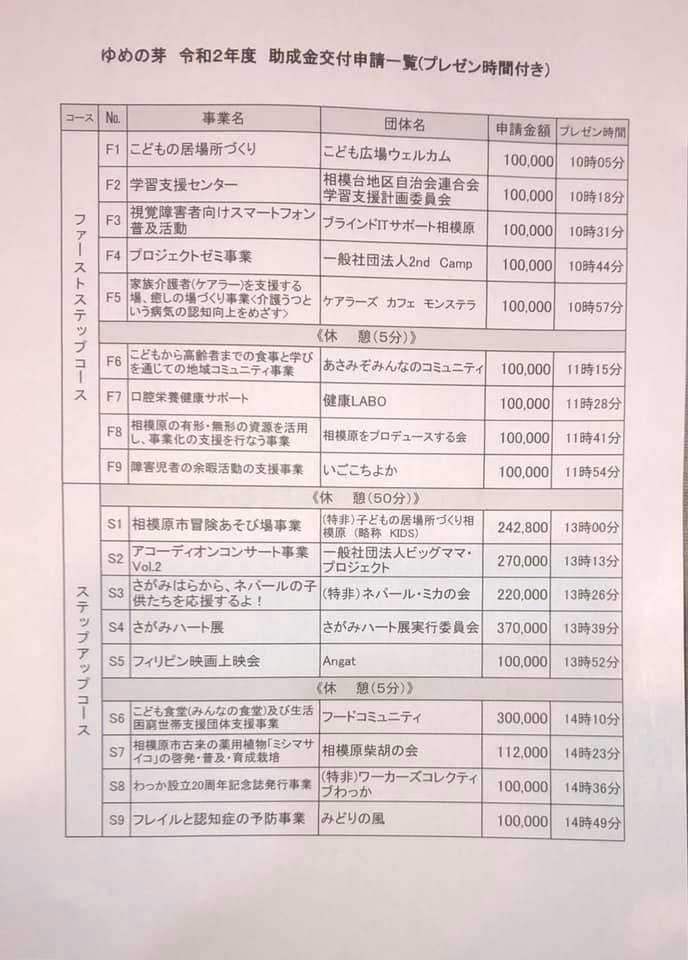 ゆめの芽　令和2年度　助成金交付申請一覧(プレゼン時間付き)
コース No. 事業名 団体名 申請金額 プレゼン時間
ファーストステップコース
F1 こどもの居場所づくり こども広場ウェルカム 100,000 10時05分
F2 学習支援センター 相模台地区自治会連合会 100,000 10時18分
学習支援計画委員会
F3 視覚障害者向けスマートフォン ブラインドITサポート相模原 100,000 10時31分
普及活動
F4 プロジェクトゼミ事業 一般社団法人2nd　Camp 100,000 10時44分
F5 家族介護者(ケアラー)を支援する ケアラーズ　カフェ　モンステラ 100,000 10時57分
場、癒しの場づくり事業<介護うつと
いう病気の認知向上をめざす>
《休　憩(5分)》
F6 こどもから高齢者までの食事と学び あさみぞみんなのコミュニティ 100,000 11時15分
を通じての地域コミュニティ事業
F7 口腔栄養健康サポート 健康LABO 100,000 11時28分
F8 相模原の有形・無形の資源を活用 相模原をプロデュースする会 100,000 11時41分
し、事業化の支援を行なう事業
F9 障害児者の余暇活動の支援事業 いごこちよか 100,000 11時54分
《休　憩(50分)》
ステップアップコース
S1 相模原市冒険あそび場事業 (特非)子どもの居場所づくり相 242,800 13時00分
模原　(略称　KIDS)
S2 アコーディオンコンサート事業 一般社団法人ビッグママ・ 270,000 13時13分
Vol.2 プロジェクト
S3 さがみはらから、ネパールの子 (特非)ネパール・ミカの会 220,000 13時26分
供たちを応援するよ！
S4 さがみハート展 さがみハート展実行委員会 370,000 13時39分
S5 フィリピン映画上映会 Angat 100,000 13時52分
《休　憩(5分)》
S6 こども食堂(みんなの食堂)及び生活 フードコミュニティ 300,000 14時10分
困窮世帯支援団体支援事業
S7 相模原市古来の薬用植物「ミシマサ 相模原柴胡の会 112,000 14時23分
イコ」の啓発・普及・育成栽培
S8 わっか設立20周年記念誌発行事業 (特非)ワーカーズコレクティ 100,000 14時36分
ブわっか
S9 フレイルと認知症の予防事業 みどりの風 100,000 14時49分